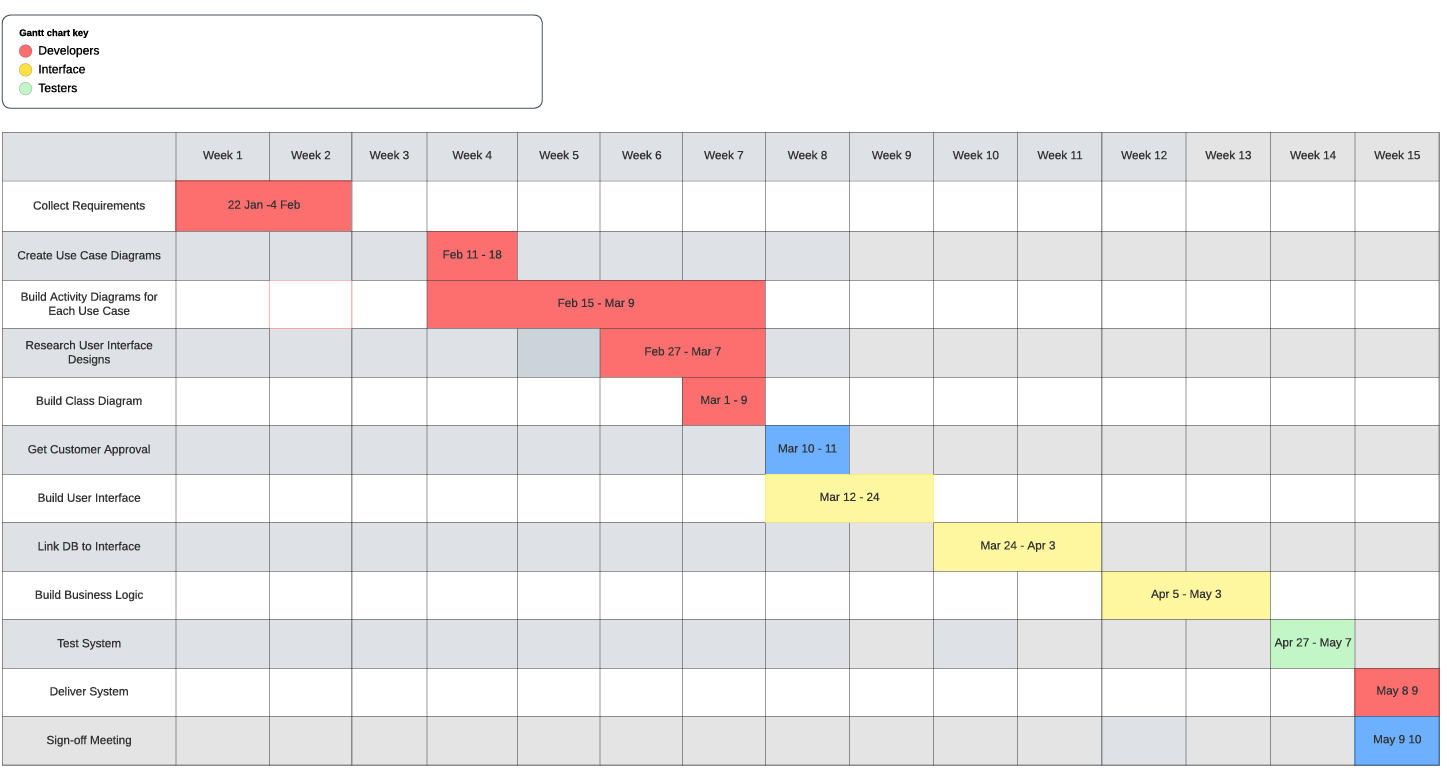 Gantt chart key
Developers
Interface
Testers
Week 1 Week 2 Week 3 Week 4 Week 5 Week 6 Week 7 Week 8 Week 9 Week 10 Week 11 Week 12 Week 13 Week 14 Week 15
Collect Requirements 22 Jan -4 Feb
Create Use Case Diagrams Feb 11 - 18
Build Activity Diagrams for
Each Use Case
Feb 15 - Mar 9
Research User Interface
Designs
Feb 27 - Mar 7
Build Class Diagram Mar 1 - 9
Get Customer Approval Mar 10 - 11
Build User Interface Mar 12 - 24
Link DB to Interface Mar 24 - Apr 3
Build Business Logic Apr 5 - May 3
Test System Apr 27 - May 7
Deliver System May 8 9
Sign-off Meeting May 9 10